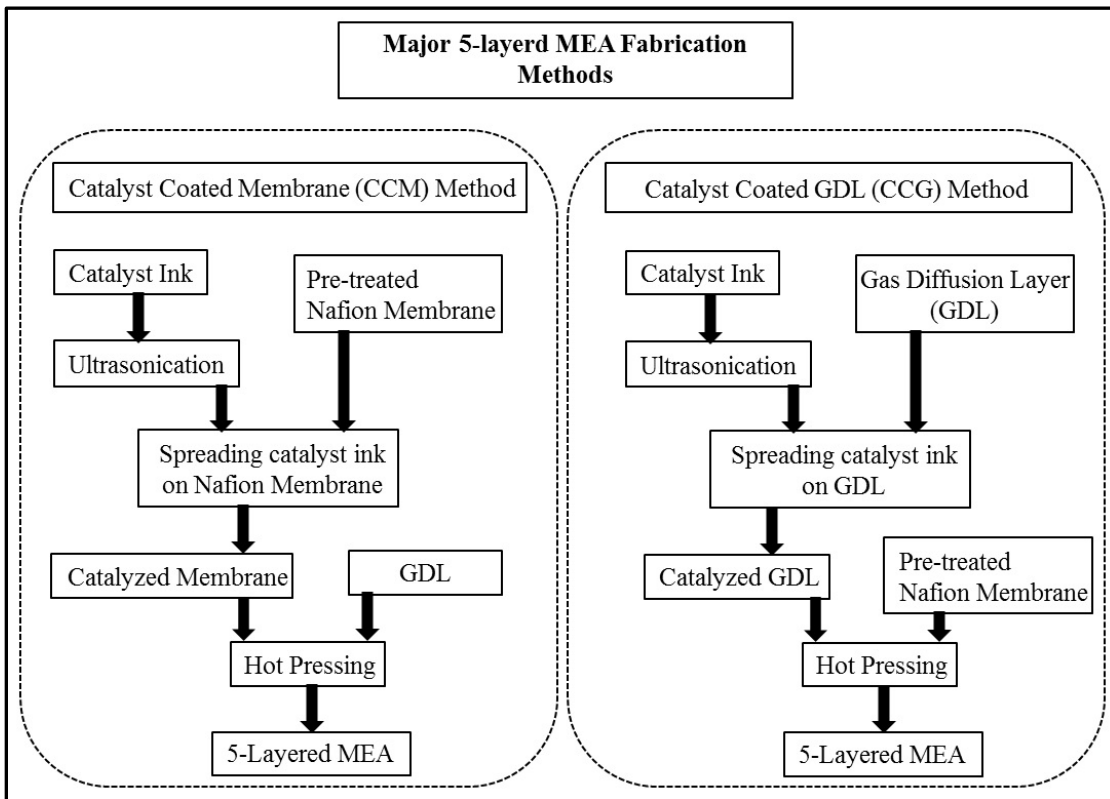 Major 5-layerd MEA Fabrication
Methods
Catalyst Coated Membrane (CCM) Method
Catalyst Ink
Pre-treated
Nafion Membrane
Ultrasonication
Spreading catalyst ink
on Nafion Membrane
Catalyzed Membrane
GDL
Hot Pressing
5-Layered MEA
Catalyst Coated GDL (CCG) Method
Catalyst Ink
Gas Diffusion Layer
(GDL)
Ultrasonication
Spreading catalyst ink
on GDL
Catalyzed GDL
Pre-treated
Nafion Membrane
Hot Pressing
5-Layered MEA